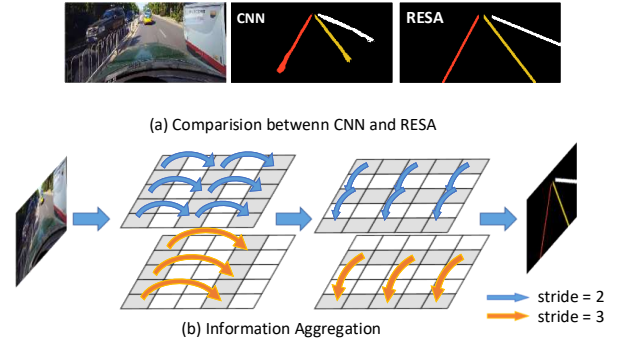 CNN
RESA
(a) Comparision betwenn CNN and RESA
stride = 2
stride = 3
(b) Information Aggregation